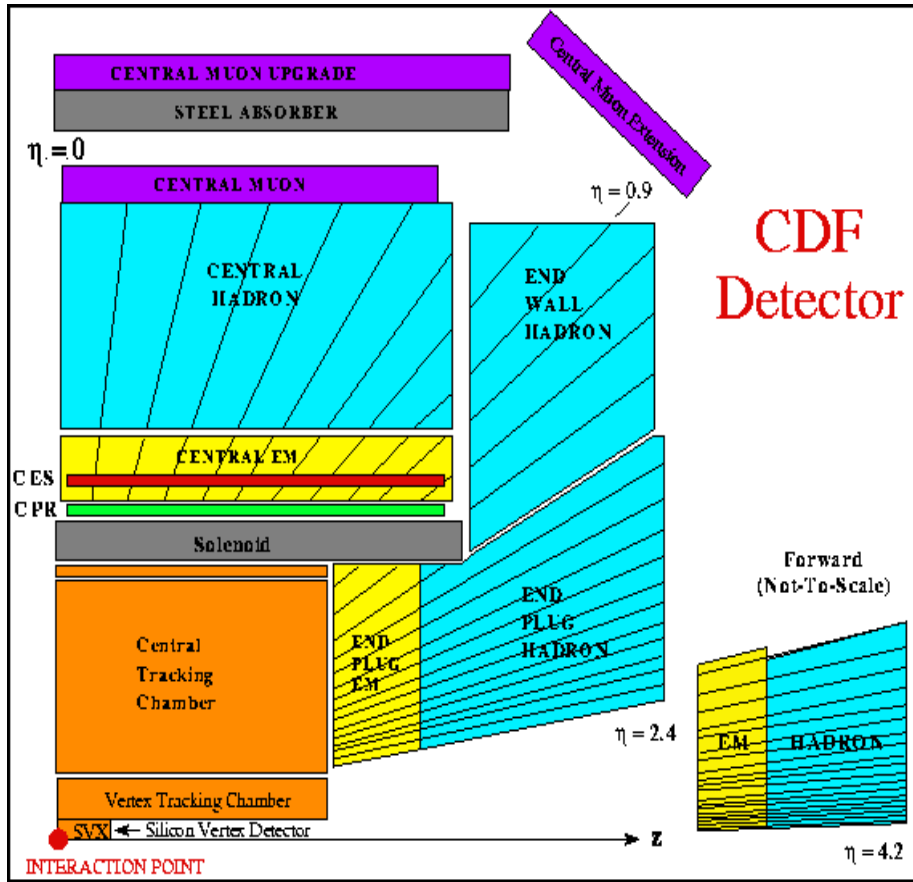 CENTRAL MUON UPGRADE
STEEL ABSORBER
Central Muon Extension
η.=.0
CENTRAL MUON
η = 0.9
CDF
Detector
CENTRAL
HADRON
END
WALL
HADRON
CENTRAL EM
CES
CPR
Solenoid
Forward
(Not-To-Scale)
END
PLUG
HADRON
END
PLUG
EM
Central
Tracking
Chamber
η = 2.4
EM HADRON
Vertex Tracking Chamber
SVX Silicon Vertex Detector
Z
η = 4.2
INTERACTION POINT